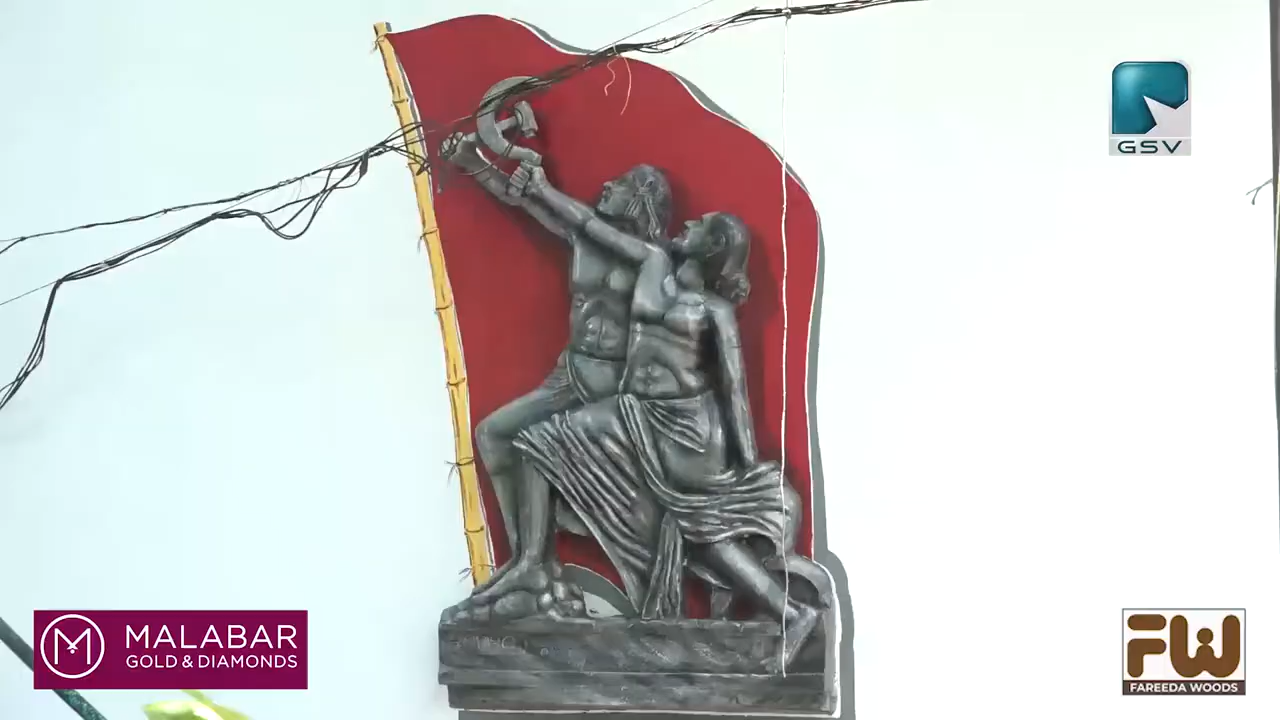 GSV
MALABAR
GOLD & DIAMONDS
FW
FAREEDA WOODS